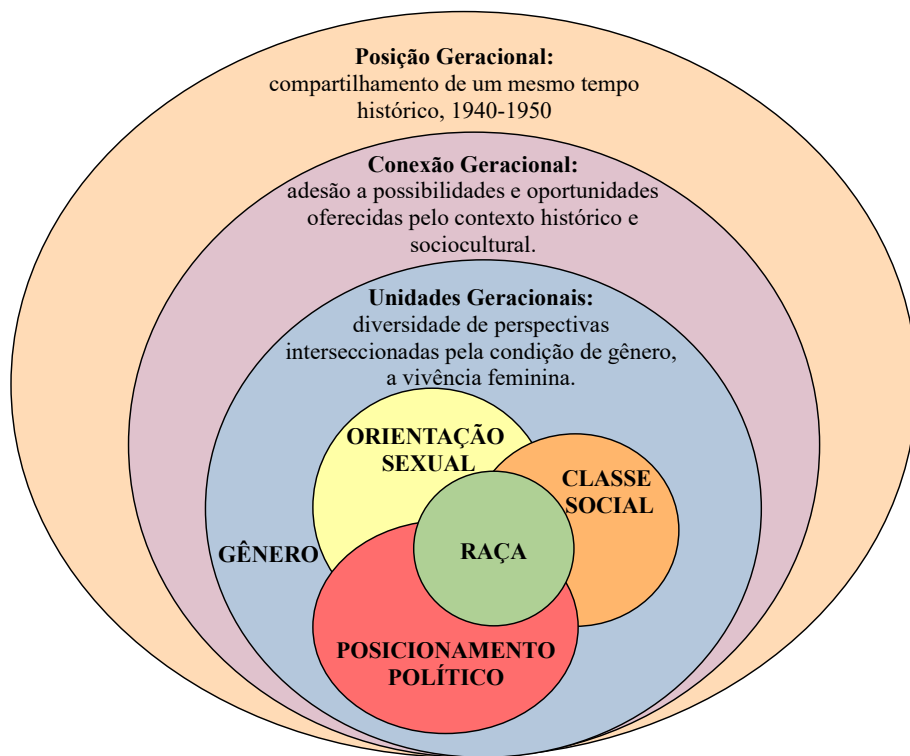 Posição Geracional:
compartilhamento de um mesmo tempo
histórico, 1940-1950
Conexão Geracional:
adesão a possibilidades e oportunidades
oferecidas pelo contexto histórico e
sociocultural.
Unidades Geracionais:
diversidade de perspectivas
interseccionadas pela condição de gênero,
a vivência feminina.
ORIENTAÇÃO
SEXUAL
CLASSE
SOCIAL
GÊNERO
RAÇA
POSICIONAMENTO
POLÍTICO